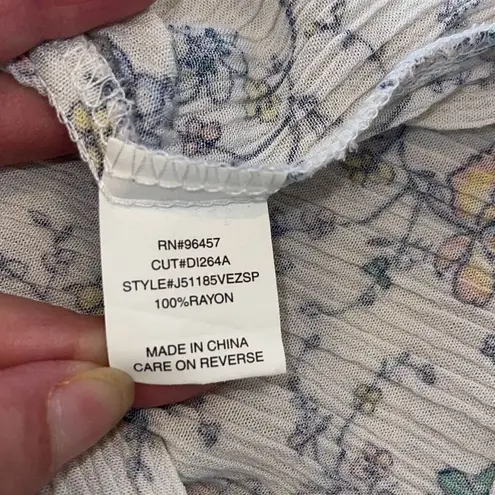 RN#96457
CUT#DI264A
STYLE#J51185VEZSP
100%RAYON
MADE IN CHINA
CARE ON REVERSE